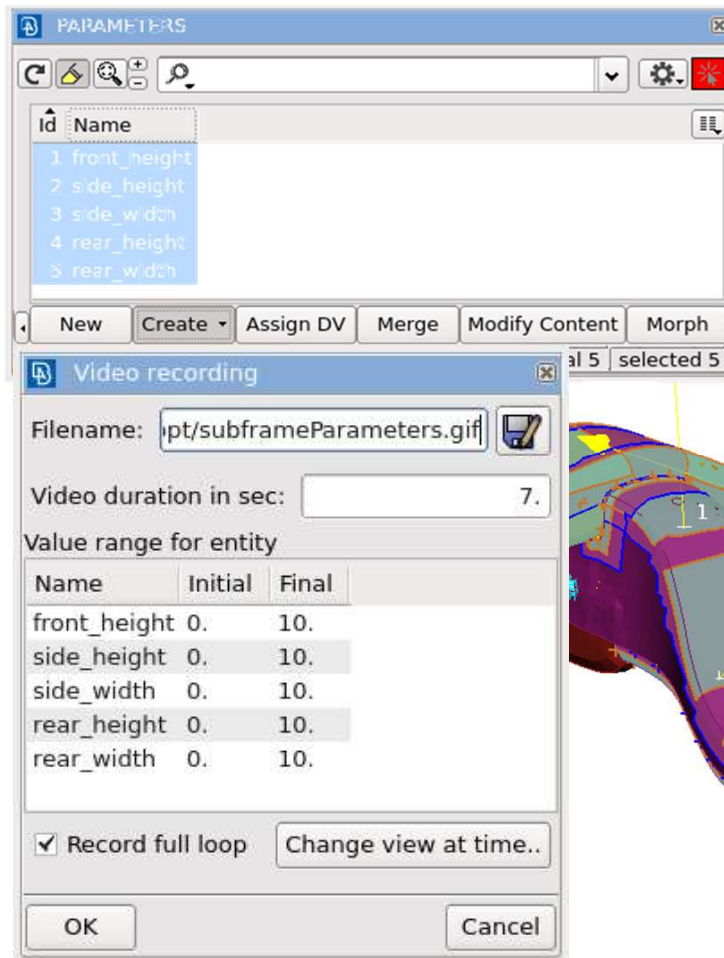 PARAMETERS
Id Name
1 front_height
2 side_height
3 side_width
4 rear_height
5 rear_width
New Create Assign DV Merge Modify Content Morph
al 5 selected 5
Video recording
Filename: pt/subframeParameters.gif
Video duration in sec: 7.
Value range for entity
Name Initial Final
front_height 0. 10.
side_height 0. 10.
side_width 0. 10.
rear_height 0. 10.
rear_width 0. 10.
Record full loop Change view at time..
OK Cancel
1